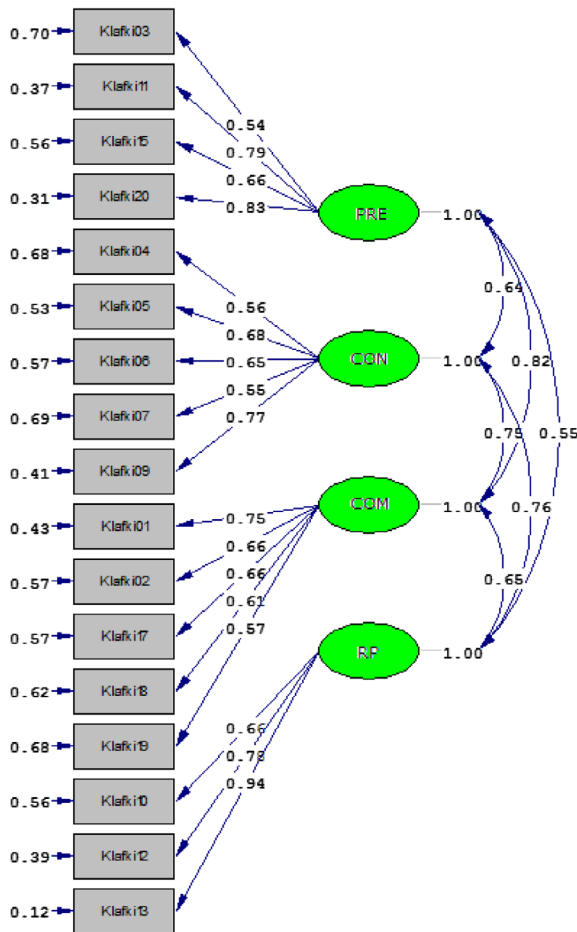 0.70 Klafki03
0.37 Klafki11
0.54
0.56 Klafki15
0.79
0.66
0.31 Klafki20
0.83
PRE 1.00
0.68 Klafki04
0.64
0.53 Klafki05
0.56
0.68
0.57 Klafki06
0.65
CON 1.00
0.82
0.55
0.69 Klafki07
0.77
0.75
0.55
0.41 Klafki09
0.43 Klafki01
0.75
COM 1.00
0.76
0.66
0.57 Klafki02
0.66
0.65
0.61
0.57 Klafki17
0.57
RP 1.00
0.62 Klafki18
0.68 Klafki19
0.66
0.78
0.56 Klafki10
0.94
0.39 Klafki12
0.12 Klafki13